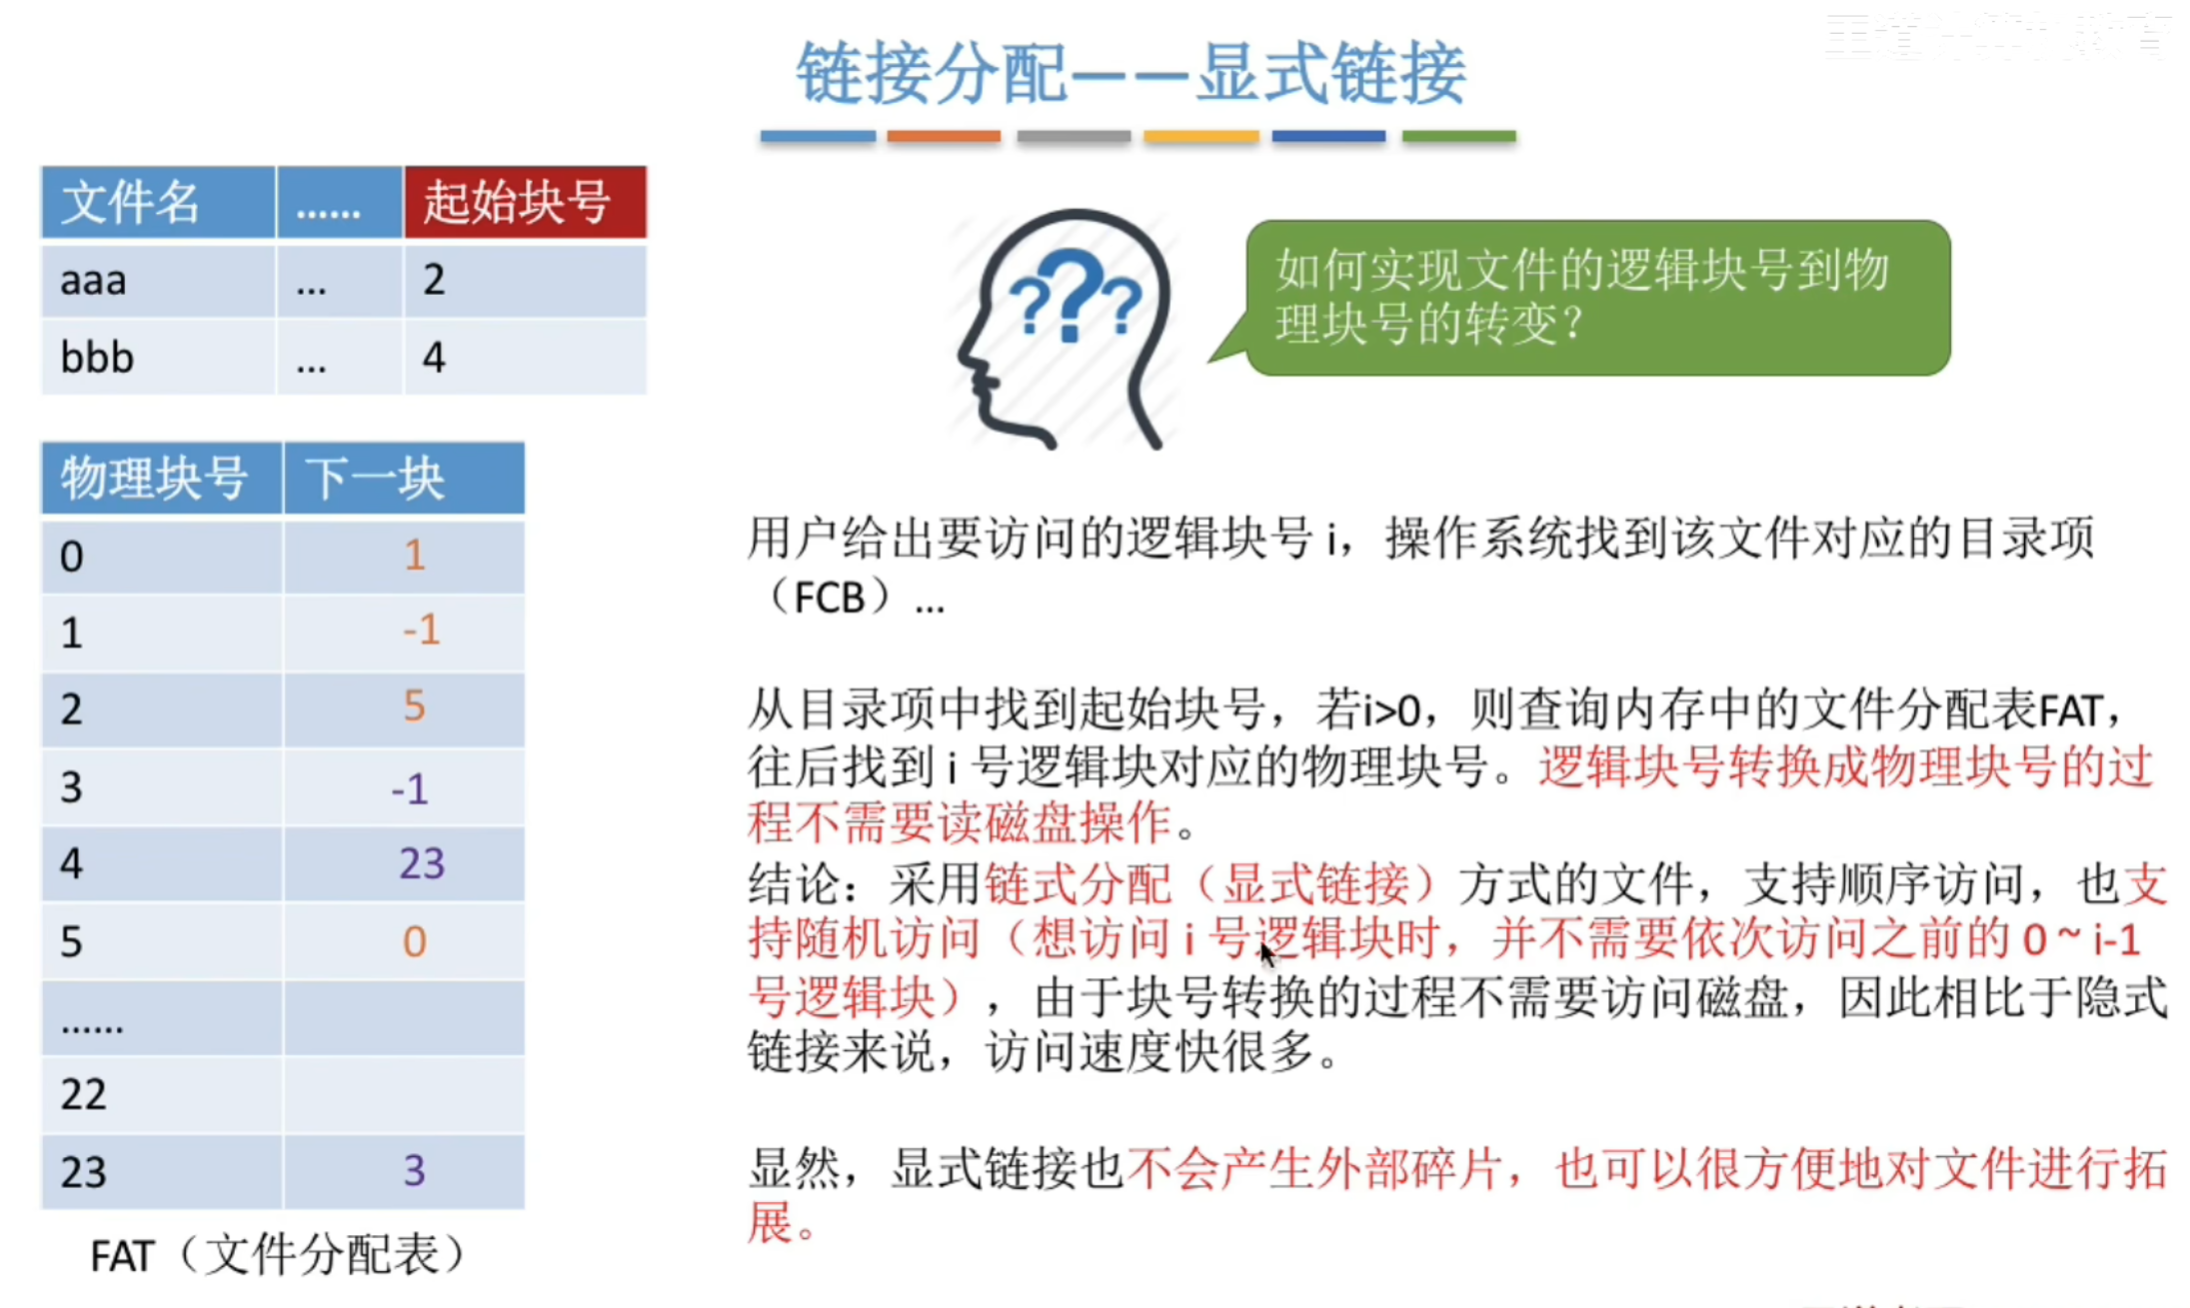 链接分配——显式链接
文件名 …… 起始块号
aaa … 2
bbb … 4
???
如何实现文件的逻辑块号到物
理块号的转变？
物理块号 下一块
0 1
1 -1
2 5
3 -1
4 23
5 0
……
22
23 3
FAT（文件分配表）
用户给出要访问的逻辑块号 i，操作系统找到该文件对应的目录项
（FCB）…
从目录项中找到起始块号，若i>0，则查询内存中的文件分配表FAT，
往后找到 i 号逻辑块对应的物理块号。逻辑块号转换成物理块号的过
程不需要读磁盘操作。
结论：采用链式分配（显式链接）方式的文件，支持顺序访问，也支
持随机访问（想访问 i 号逻辑块时，并不需要依次访问之前的 0 ~ i-1
号逻辑块），由于块号转换的过程不需要访问磁盘，因此相比于隐式
链接来说，访问速度快很多。
显然，显式链接也不会产生外部碎片，也可以很方便地对文件进行拓
展。